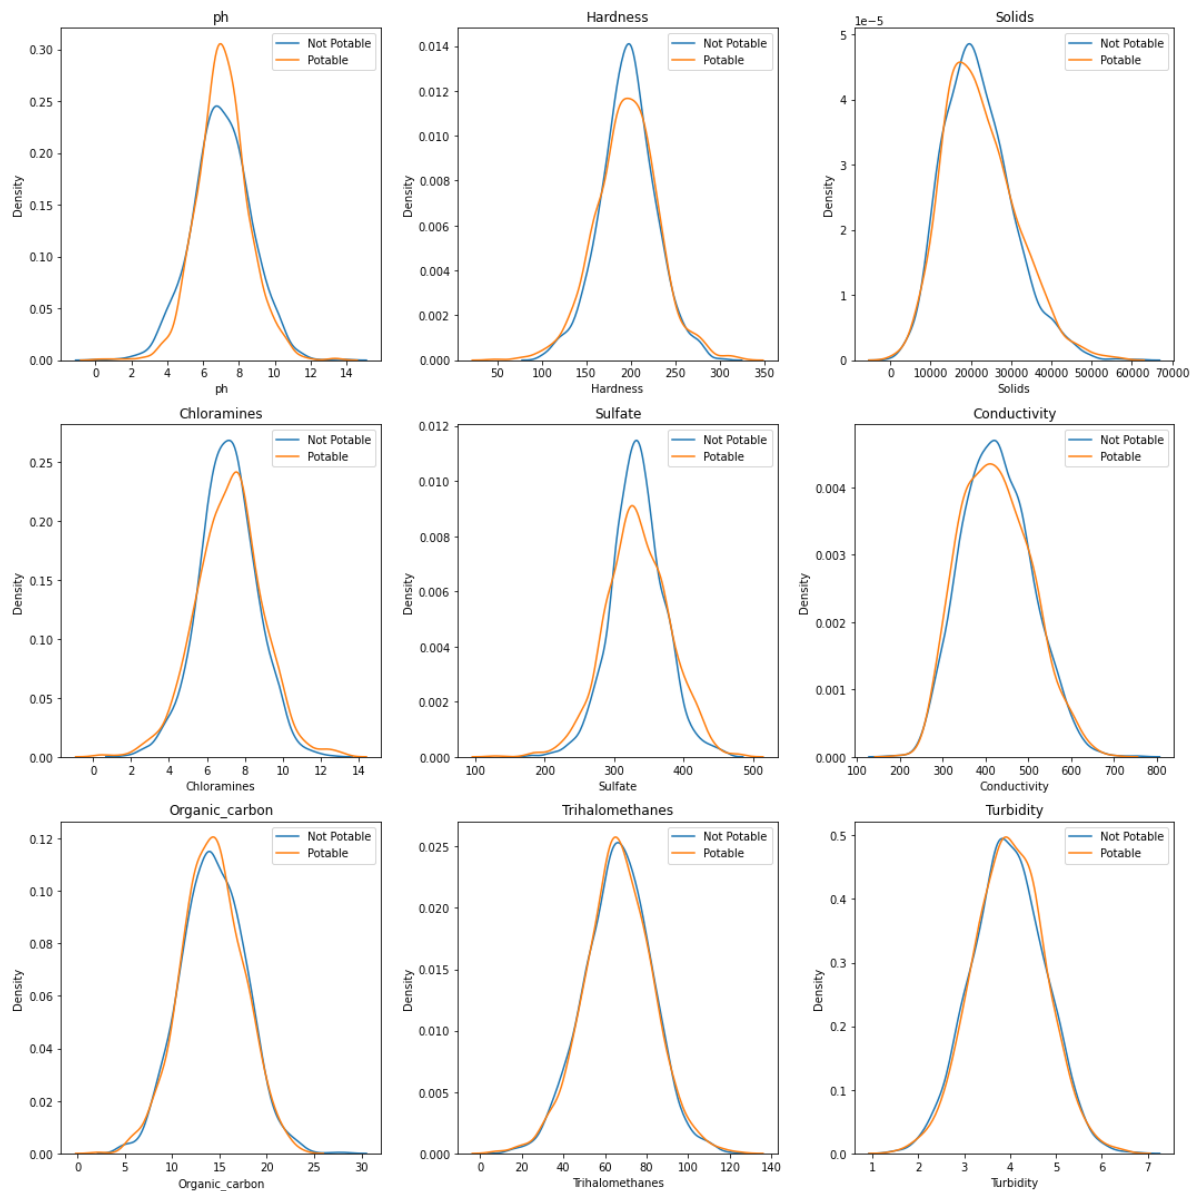 ph
0.30
0.25
0.20
0.15
0.10
0.05
0.00
Density
Not Potable
Potable
0 2 4 6 8 10 12 14
ph
Hardness
0.014
0.012
0.010
0.008
0.006
0.004
0.002
0.000
Density
Not Potable
Potable
50 100 150 200 250 300 350
Hardness
Solids
1e−5
5
4
3
2
1
0
Density
Not Potable
Potable
0 10000 20000 30000 40000 50000 60000 70000
Solids
Chloramines
0.25
0.20
0.15
0.10
0.05
0.00
Density
Not Potable
Potable
0 2 4 6 8 10 12 14
Chloramines
Sulfate
0.012
0.010
0.008
0.006
0.004
0.002
0.000
Density
Not Potable
Potable
100 200 300 400 500
Sulfate
Conductivity
0.004
0.003
0.002
0.001
0.000
Density
Not Potable
Potable
100 200 300 400 500 600 700 800
Conductivity
Organic_carbon
0.12
0.10
0.08
0.06
0.04
0.02
0.00
Density
Not Potable
Potable
0 5 10 15 20 25 30
Organic_carbon
Trihalomethanes
0.025
0.020
0.015
0.010
0.005
0.000
Density
Not Potable
Potable
0 20 40 60 80 100 120 140
Trihalomethanes
Turbidity
0.5
0.4
0.3
0.2
0.1
0.0
Density
Not Potable
Potable
1 2 3 4 5 6 7
Turbidity